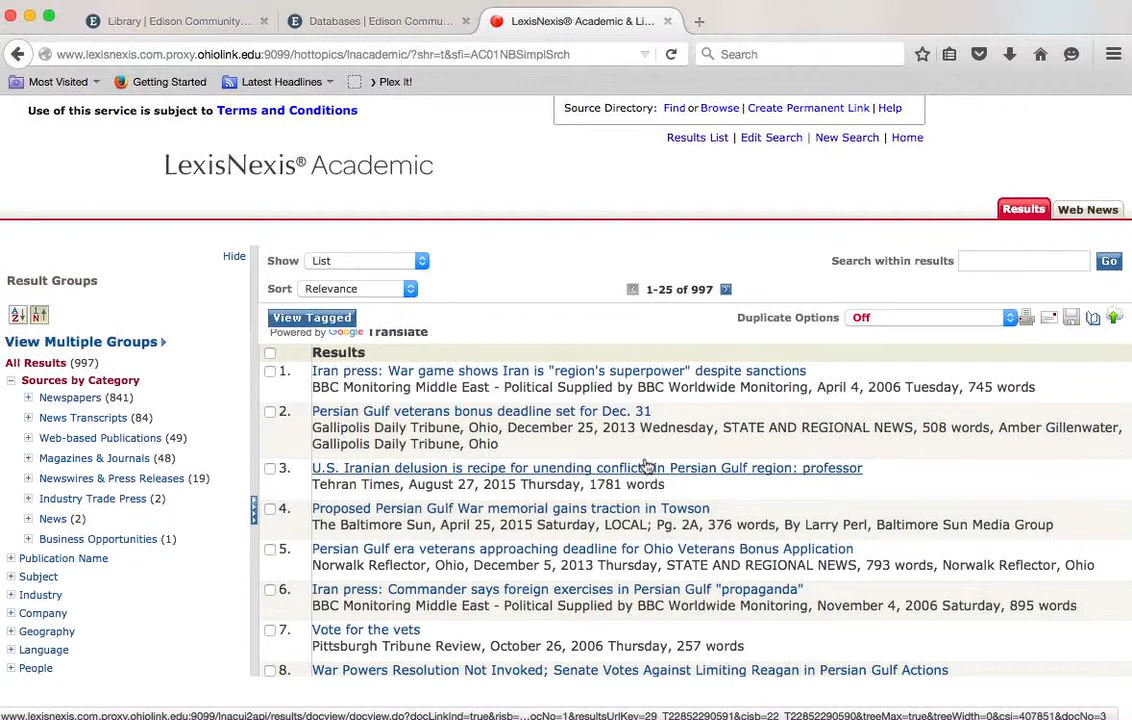 Library | Edison Community...
Databases | Edison Commu...
LexisNexis® Academic & Li...
www.lexisnexis.com.proxy.ohiolink.edu:9099/hottopics/lnacademic/?shr=t&sfi=AC01NBSimplSrch
Search
Most Visited
Getting Started
Latest Headlines
> Plex It!
Use of this service is subject to Terms and Conditions
Source Directory: Find or Browse | Create Permanent Link | Help
Results List | Edit Search | New Search | Home
LexisNexis® Academic
Results
Web News
Hide
Result Groups
View Multiple Groups
All Results (997)
Sources by Category
Newspapers (841)
News Transcripts (84)
Web-based Publications (49)
Magazines & Journals (48)
Newswires & Press Releases (19)
Industry Trade Press (2)
News (2)
Business Opportunities (1)
Publication Name
Subject
Industry
Company
Geography
Language
People
Show List
Search within results
Go
Sort Relevance
1-25 of 997
View Tagged
Duplicate Options Off
Powered by Google Translate
Results
1. Iran press: War game shows Iran is "region's superpower" despite sanctions
BBC Monitoring Middle East - Political Supplied by BBC Worldwide Monitoring, April 4, 2006 Tuesday, 745 words
2. Persian Gulf veterans bonus deadline set for Dec. 31
Gallipolis Daily Tribune, Ohio, December 25, 2013 Wednesday, STATE AND REGIONAL NEWS, 508 words, Amber Gillenwater,
Gallipolis Daily Tribune, Ohio
3. U.S. Iranian delusion is recipe for unending conflict in Persian Gulf region: professor
Tehran Times, August 27, 2015 Thursday, 1781 words
4. Proposed Persian Gulf War memorial gains traction in Towson
The Baltimore Sun, April 25, 2015 Saturday, LOCAL; Pg. 2A, 376 words, By Larry Perl, Baltimore Sun Media Group
5. Persian Gulf era veterans approaching deadline for Ohio Veterans Bonus Application
Norwalk Reflector, Ohio, December 5, 2013 Thursday, STATE AND REGIONAL NEWS, 793 words, Norwalk Reflector, Ohio
6. Iran press: Commander says foreign exercises in Persian Gulf "propaganda"
BBC Monitoring Middle East - Political Supplied by BBC Worldwide Monitoring, November 4, 2006 Saturday, 895 words
7. Vote for the vets
Pittsburgh Tribune Review, October 26, 2006 Thursday, 257 words
8. War Powers Resolution Not Invoked; Senate Votes Against Limiting Reagan in Persian Gulf Actions